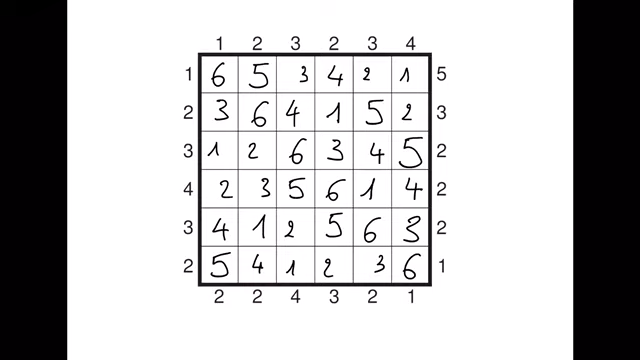 1 2 3 2 3 4
1 6 5 3 4 2 1 5
2 3 6 4 1 5 2 3
3 1 2 6 3 4 5 2
4 2 3 5 6 1 4 2
3 4 1 2 5 6 3 2
2 5 4 1 2 3 6 1
2 2 4 3 2 1